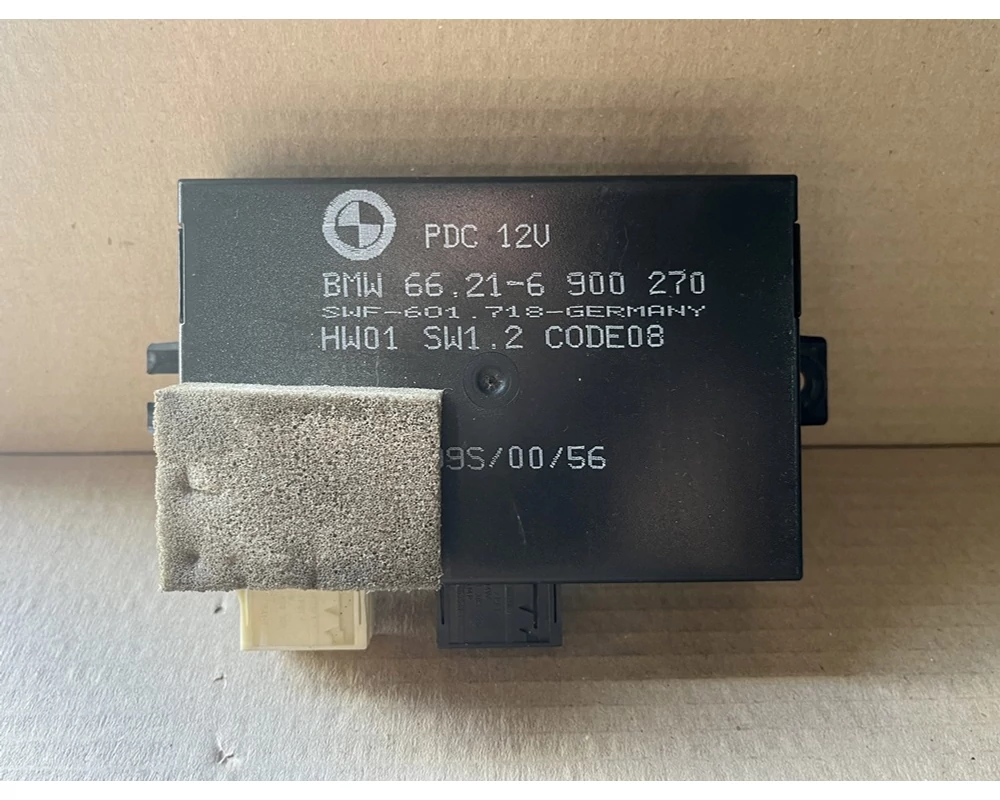 PDC 12V
BMW 66.21-6 900 270
SWF-601.718-GERMANY
HW01 SW1.2 CODE08
9S/00/56